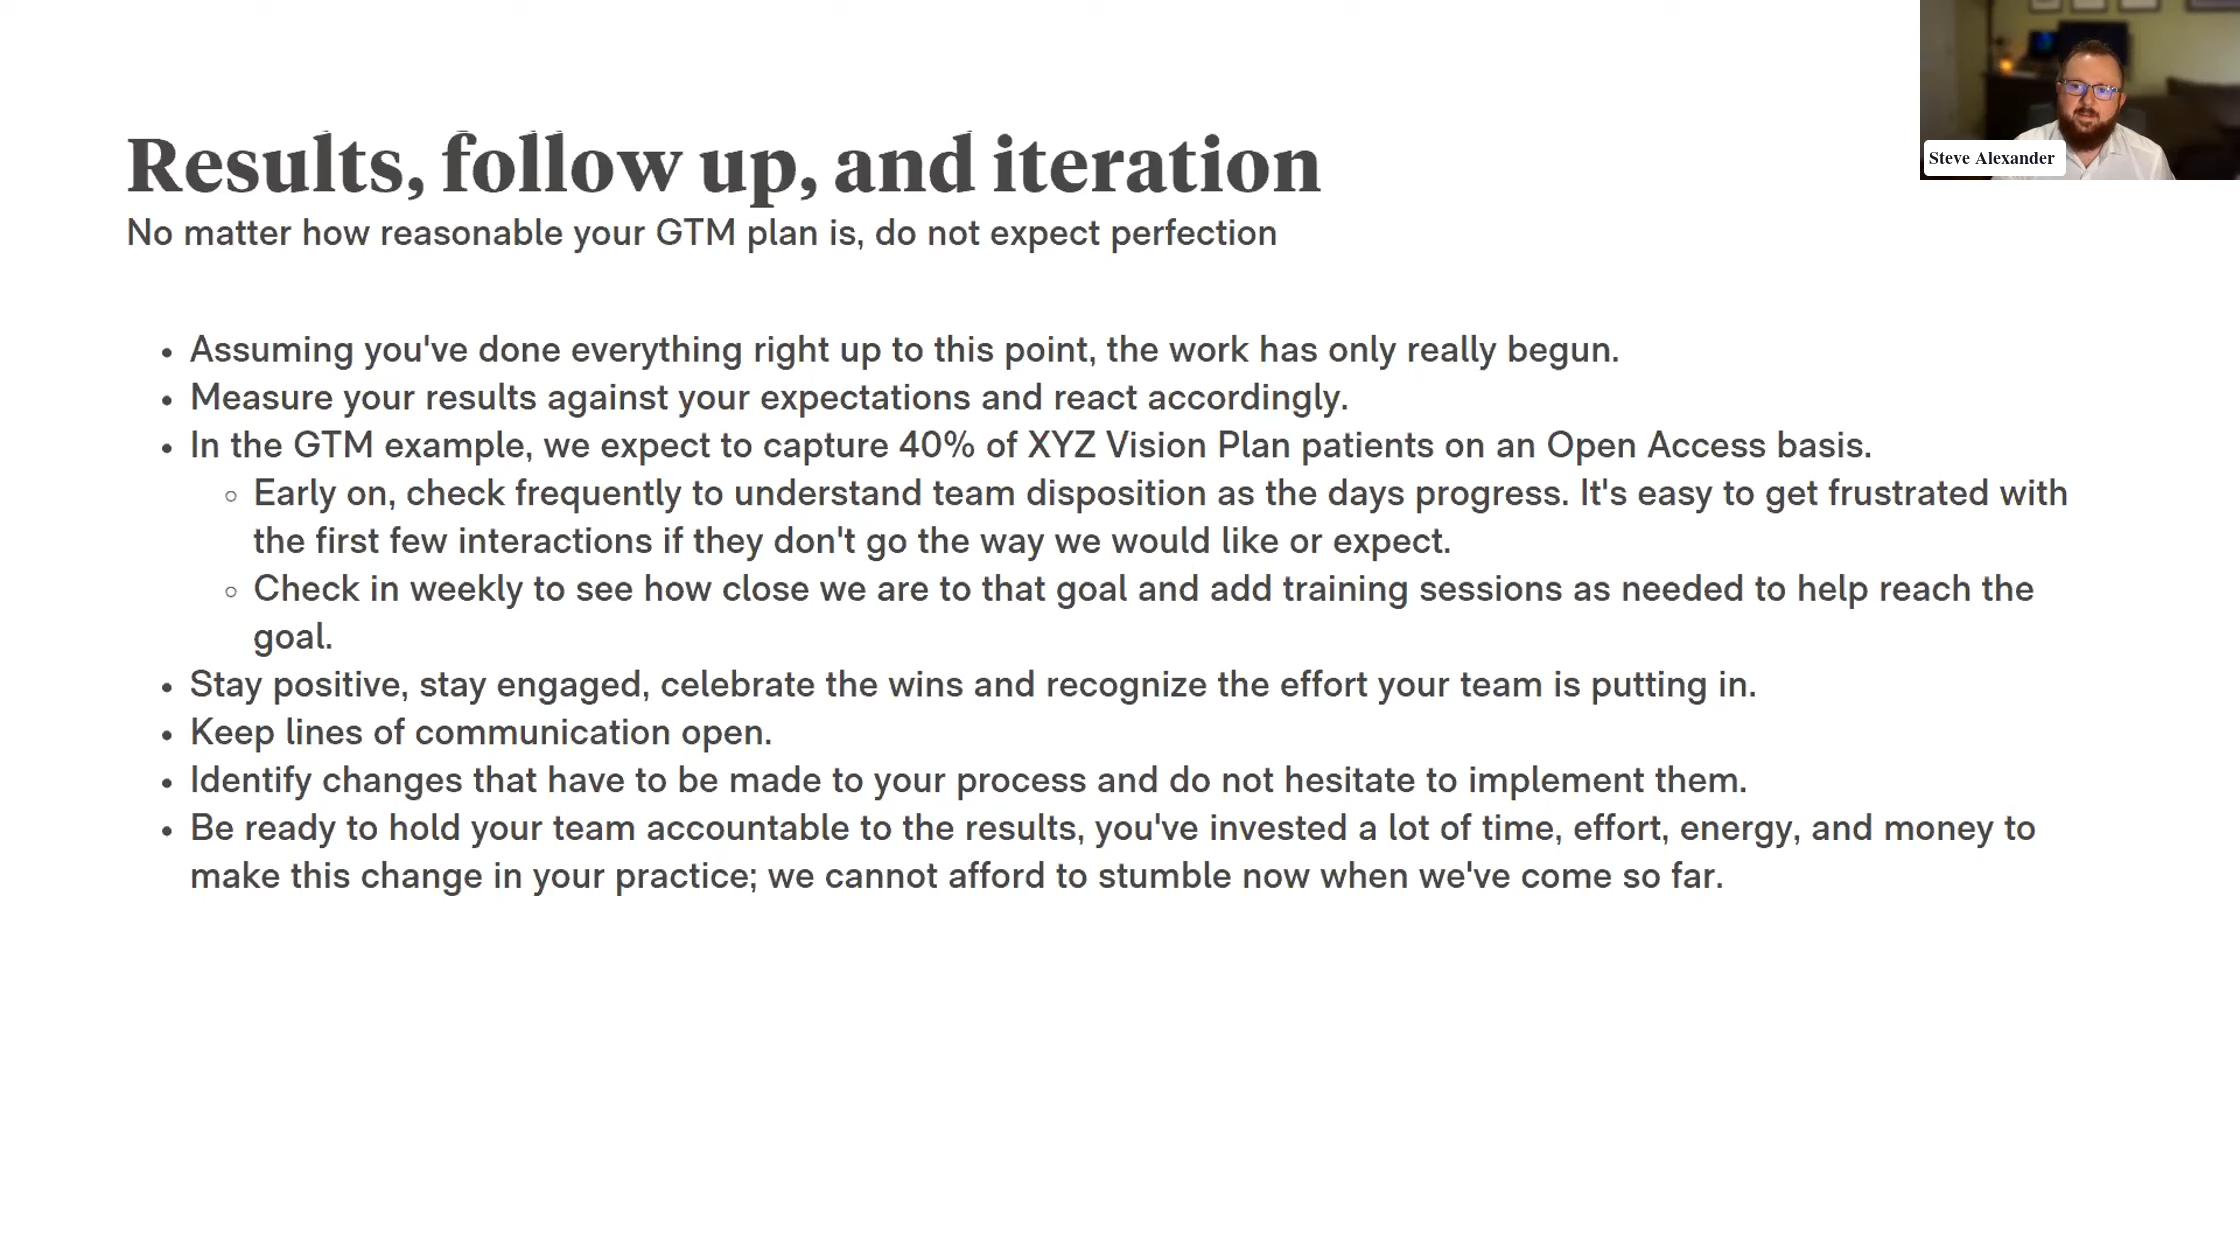 Steve Alexander
Results, follow up, and iteration
No matter how reasonable your GTM plan is, do not expect perfection
• Assuming you've done everything right up to this point, the work has only really begun.
• Measure your results against your expectations and react accordingly.
• In the GTM example, we expect to capture 40% of XYZ Vision Plan patients on an Open Access basis.
○ Early on, check frequently to understand team disposition as the days progress. It's easy to get frustrated with
the first few interactions if they don't go the way we would like or expect.
○ Check in weekly to see how close we are to that goal and add training sessions as needed to help reach the
goal.
• Stay positive, stay engaged, celebrate the wins and recognize the effort your team is putting in.
• Keep lines of communication open.
• Identify changes that have to be made to your process and do not hesitate to implement them.
• Be ready to hold your team accountable to the results, you've invested a lot of time, effort, energy, and money to
make this change in your practice; we cannot afford to stumble now when we've come so far.